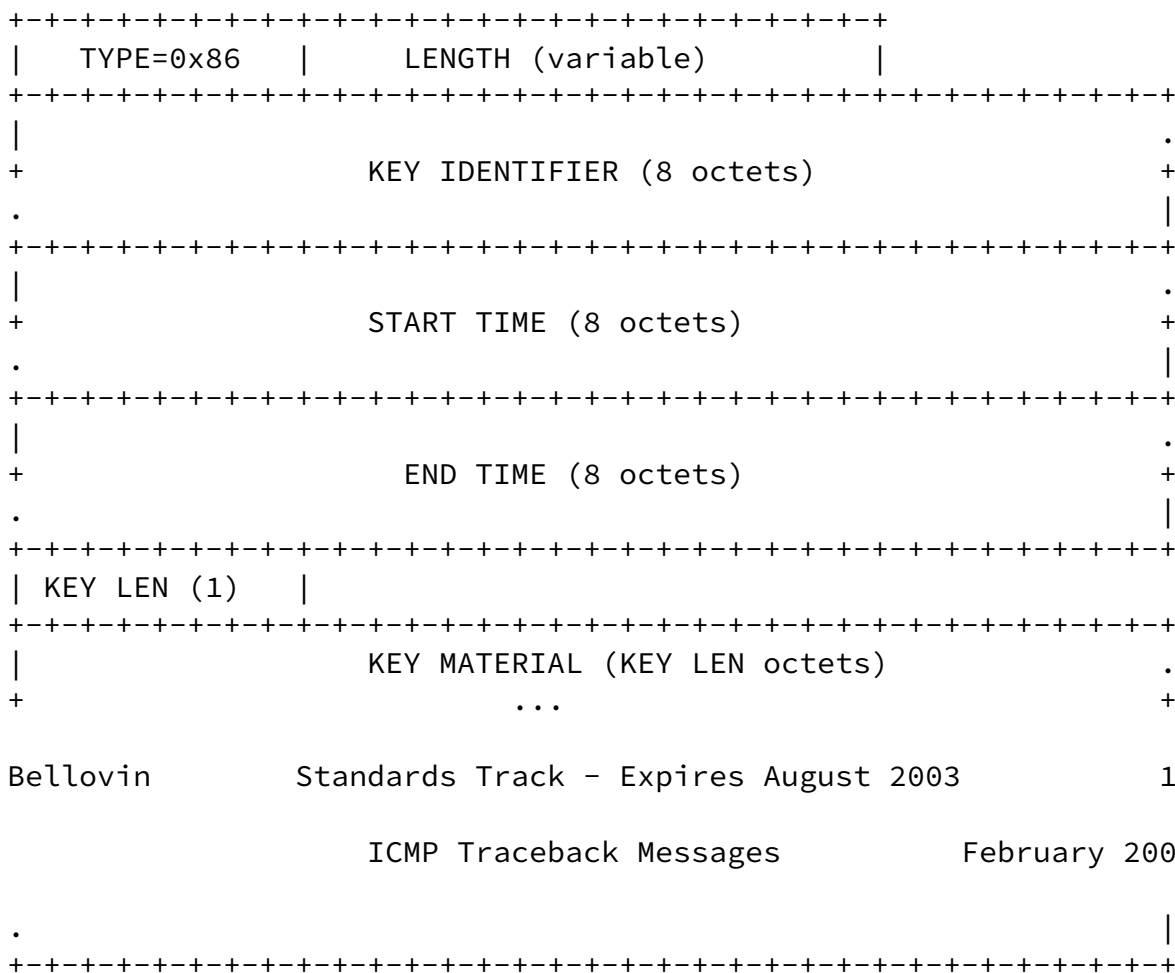 +-+-+-+-+-+-+-+-+-+-+-+-+-+-+-+-+-+-+-+-+-+-+-+-+
|   TYPE=0x86   |     LENGTH (variable)         |
+-+-+-+-+-+-+-+-+-+-+-+-+-+-+-+-+-+-+-+-+-+-+-+-+-+-+-+-+-+-+-+-+
|                                                               .
+                   KEY IDENTIFIER (8 octets)                   +
.                                                               |
+-+-+-+-+-+-+-+-+-+-+-+-+-+-+-+-+-+-+-+-+-+-+-+-+-+-+-+-+-+-+-+-+
|                                                               .
+                   START TIME (8 octets)                       +
.                                                               |
+-+-+-+-+-+-+-+-+-+-+-+-+-+-+-+-+-+-+-+-+-+-+-+-+-+-+-+-+-+-+-+-+
|                                                               .
+                     END TIME (8 octets)                       +
.                                                               |
+-+-+-+-+-+-+-+-+-+-+-+-+-+-+-+-+-+-+-+-+-+-+-+-+-+-+-+-+-+-+-+-+
| KEY LEN (1)   |
+-+-+-+-+-+-+-+-+-+-+-+-+-+-+-+-+-+-+-+-+-+-+-+-+-+-+-+-+-+-+-+-+
|                   KEY MATERIAL (KEY LEN octets)               .
+                           ...                                 +
Bellovin        Standards Track - Expires August 2003           1
                    ICMP Traceback Messages          February 200
.                                                               |
+-+-+-+-+-+-+-+-+-+-+-+-+-+-+-+-+-+-+-+-+-+-+-+-+-+-+-+-+-+-+-+-+